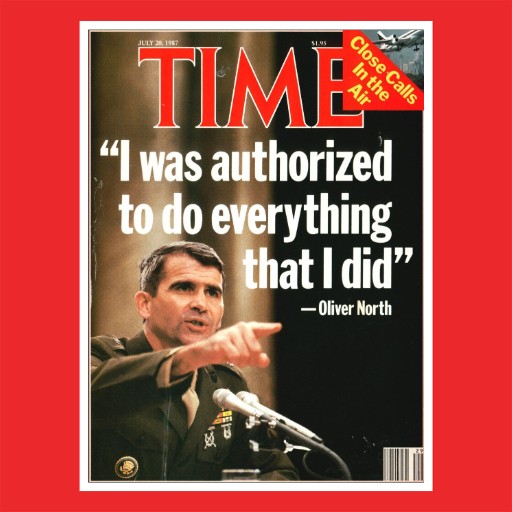 JULY 20, 1987 $1.95
TIME
Close Calls
In the
Air
“I was authorized
to do everything
that I did”
—Oliver North
29